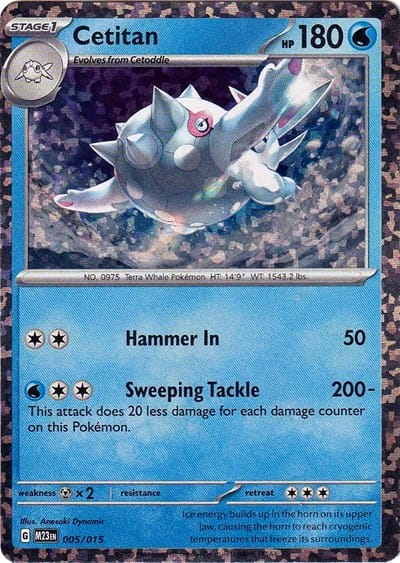 STAGE 1
Cetitan
HP 180
Evolves from Cetoddle
NO. 0975 Terra Whale Pokémon HT: 14'9" WT: 1543.2 lbs.
Hammer In 50
Sweeping Tackle 200-
This attack does 20 less damage for each damage counter
on this Pokémon.
weakness ×2 resistance retreat
Illus. Anesaki Dynamic
G M23 EN 005/015
Ice energy builds up in the horn on its upper
jaw, causing the horn to reach cryogenic
temperatures that freeze its surroundings.